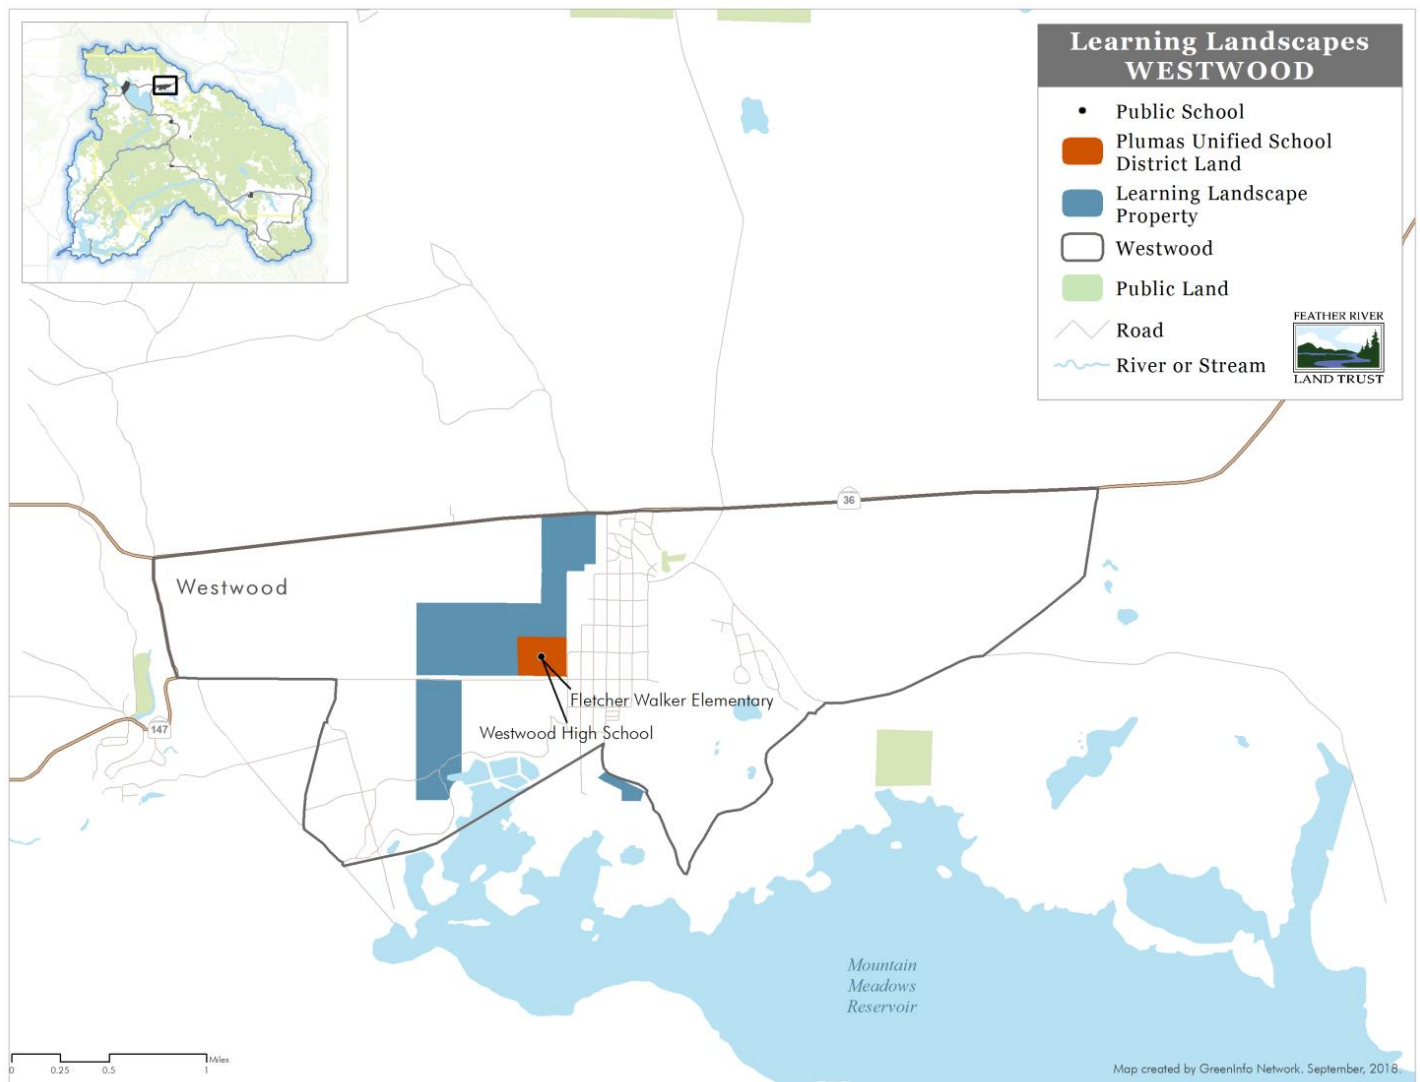 Learning Landscapes
WESTWOOD
Public School
Plumas Unified School
District Land
Learning Landscape
Property
Westwood
Public Land
Road
River or Stream
FEATHER RIVER
LAND TRUST
36
Westwood
Fletcher Walker Elementary
Westwood High School
147
Mountain
Meadows
Reservoir
Miles
0 0.25 0.5 1
Map created by GreenInfo Network. September, 2018.